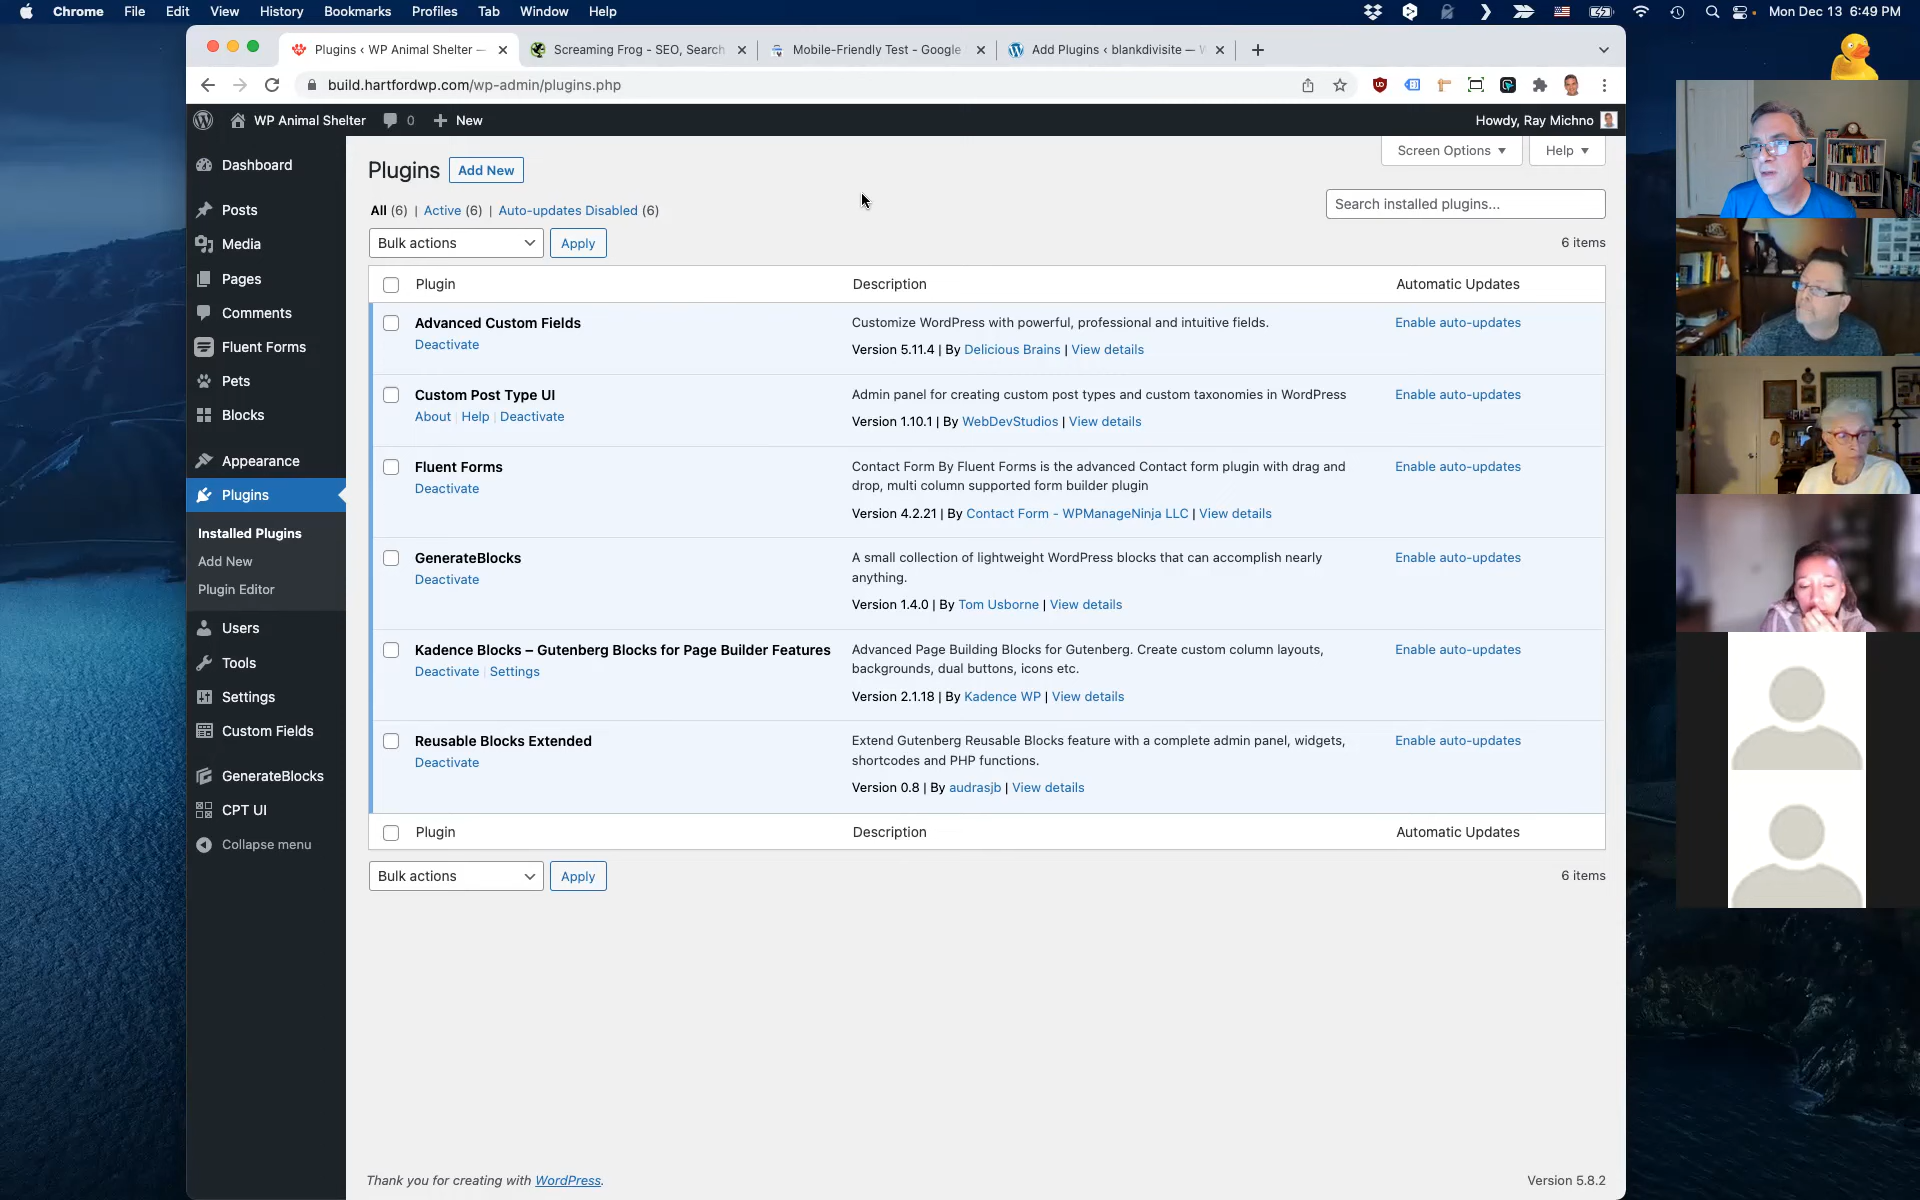 Chrome File Edit View History Bookmarks Profiles Tab Window Help Mon Dec 13 6:49 PM
Plugins ‹ WP Animal Shelter — Screaming Frog - SEO, Search Mobile-Friendly Test - Google Add Plugins ‹ blankdivisite — W
build.hartfordwp.com/wp-admin/plugins.php
WP Animal Shelter 0 New Howdy, Ray Michno
Screen Options Help
Dashboard
Posts
Media
Pages
Comments
Fluent Forms
Pets
Blocks
Appearance
Plugins
Installed Plugins
Add New
Plugin Editor
Users
Tools
Settings
Custom Fields
GenerateBlocks
CPT UI
Collapse menu
Plugins Add New
All (6) | Active (6) | Auto-updates Disabled (6)
Search installed plugins...
Bulk actions Apply 6 items
Plugin Description Automatic Updates
Advanced Custom Fields
Deactivate
Customize WordPress with powerful, professional and intuitive fields.
Version 5.11.4 | By Delicious Brains | View details
Enable auto-updates
Custom Post Type UI
About | Help | Deactivate
Admin panel for creating custom post types and custom taxonomies in WordPress
Version 1.10.1 | By WebDevStudios | View details
Enable auto-updates
Fluent Forms
Deactivate
Contact Form By Fluent Forms is the advanced Contact form plugin with drag and
drop, multi column supported form builder plugin
Version 4.2.21 | By Contact Form - WPManageNinja LLC | View details
Enable auto-updates
GenerateBlocks
Deactivate
A small collection of lightweight WordPress blocks that can accomplish nearly
anything.
Version 1.4.0 | By Tom Usborne | View details
Enable auto-updates
Kadence Blocks – Gutenberg Blocks for Page Builder Features
Deactivate | Settings
Advanced Page Building Blocks for Gutenberg. Create custom column layouts,
backgrounds, dual buttons, icons etc.
Version 2.1.18 | By Kadence WP | View details
Enable auto-updates
Reusable Blocks Extended
Deactivate
Extend Gutenberg Reusable Blocks feature with a complete admin panel, widgets,
shortcodes and PHP functions.
Version 0.8 | By audrasjb | View details
Enable auto-updates
Plugin Description Automatic Updates
Bulk actions Apply 6 items
Thank you for creating with WordPress. Version 5.8.2